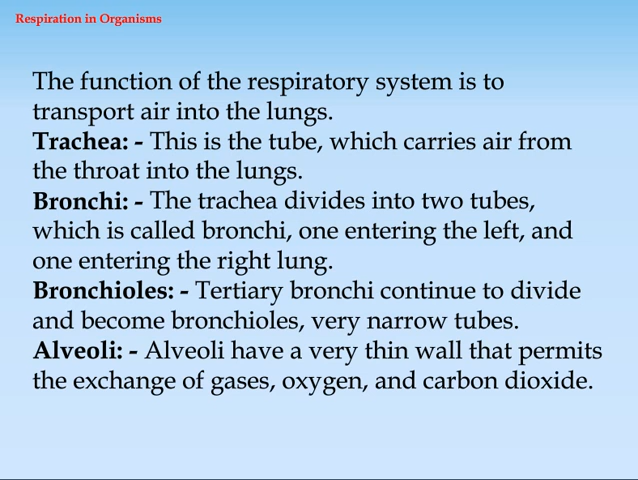 Respiration in Organisms
The function of the respiratory system is to
transport air into the lungs.
Trachea: - This is the tube, which carries air from
the throat into the lungs.
Bronchi: - The trachea divides into two tubes,
which is called bronchi, one entering the left, and
one entering the right lung.
Bronchioles: - Tertiary bronchi continue to divide
and become bronchioles, very narrow tubes.
Alveoli: - Alveoli have a very thin wall that permits
the exchange of gases, oxygen, and carbon dioxide.